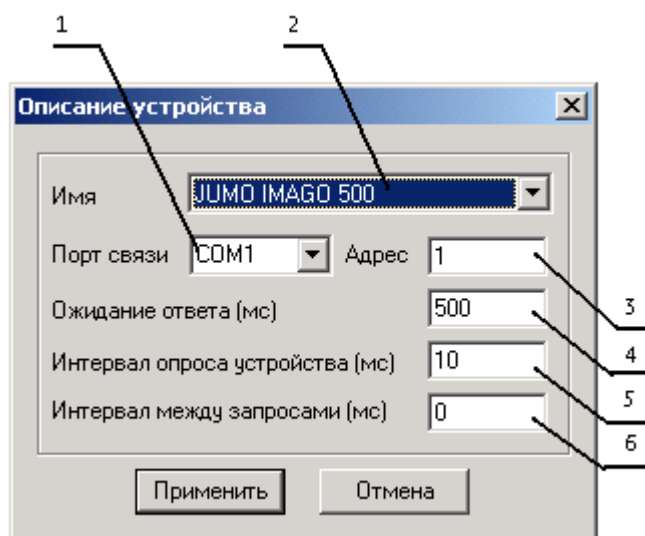 1 2
Описание устройства
Имя JUMO IMAGO 500
Порт связи COM1 Адрес 1
3
Ожидание ответа (мс) 500
4
Интервал опроса устройства (мс) 10
5
Интервал между запросами (мс) 0
6
Применить Отмена